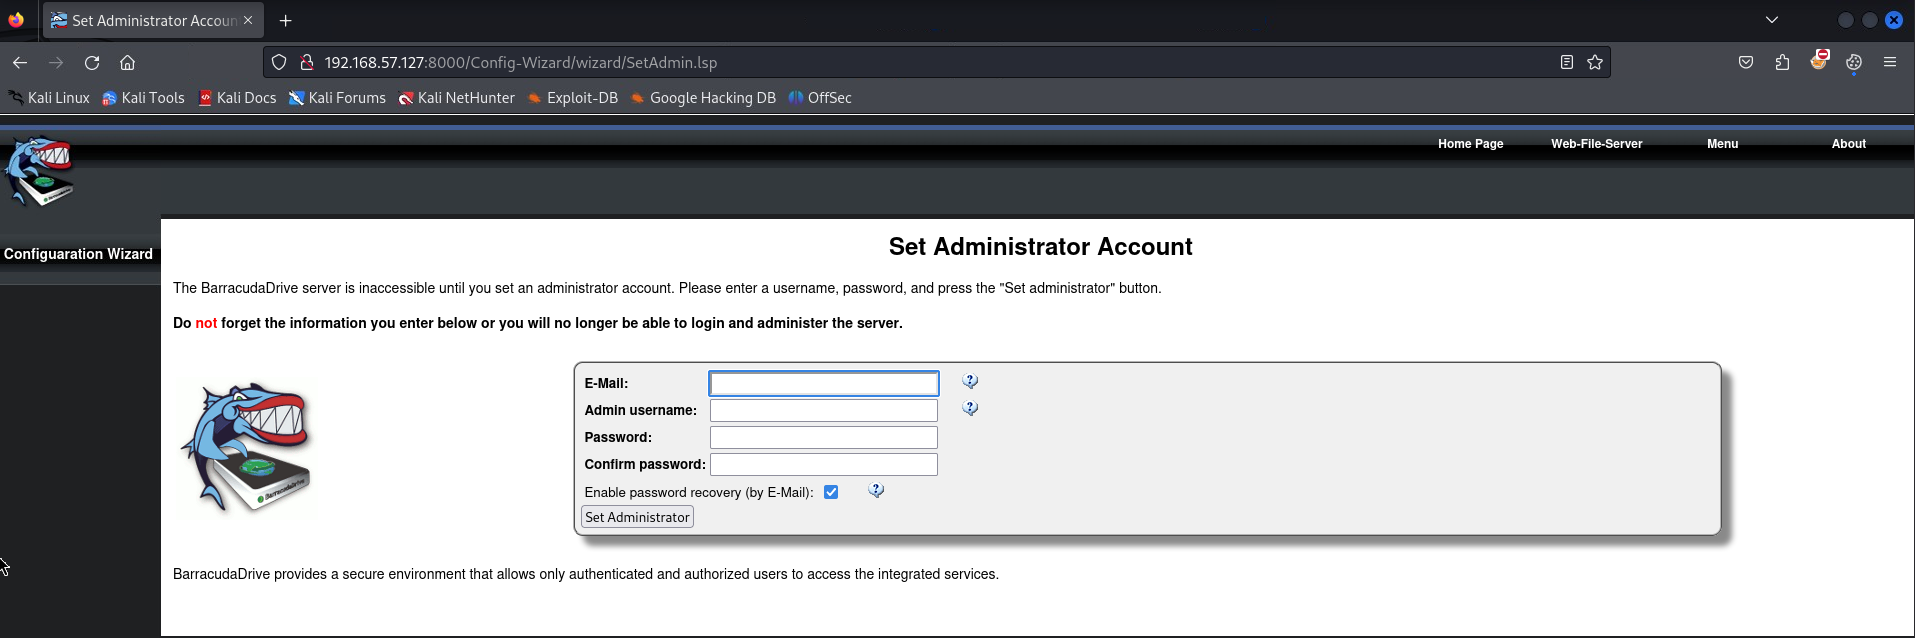 Set Administrator Accoun
192.168.57.127:8000/Config-Wizard/wizard/SetAdmin.lsp
Kali Linux Kali Tools Kali Docs Kali Forums Kali NetHunter Exploit-DB Google Hacking DB OffSec
Home Page Web-File-Server Menu About
Configuaration Wizard
Set Administrator Account
The BarracudaDrive server is inaccessible until you set an administrator account. Please enter a username, password, and press the "Set administrator" button.
Do not forget the information you enter below or you will no longer be able to login and administer the server.
E-Mail:
Admin username:
Password:
Confirm password:
Enable password recovery (by E-Mail):
Set Administrator
BarracudaDrive
BarracudaDrive provides a secure environment that allows only authenticated and authorized users to access the integrated services.